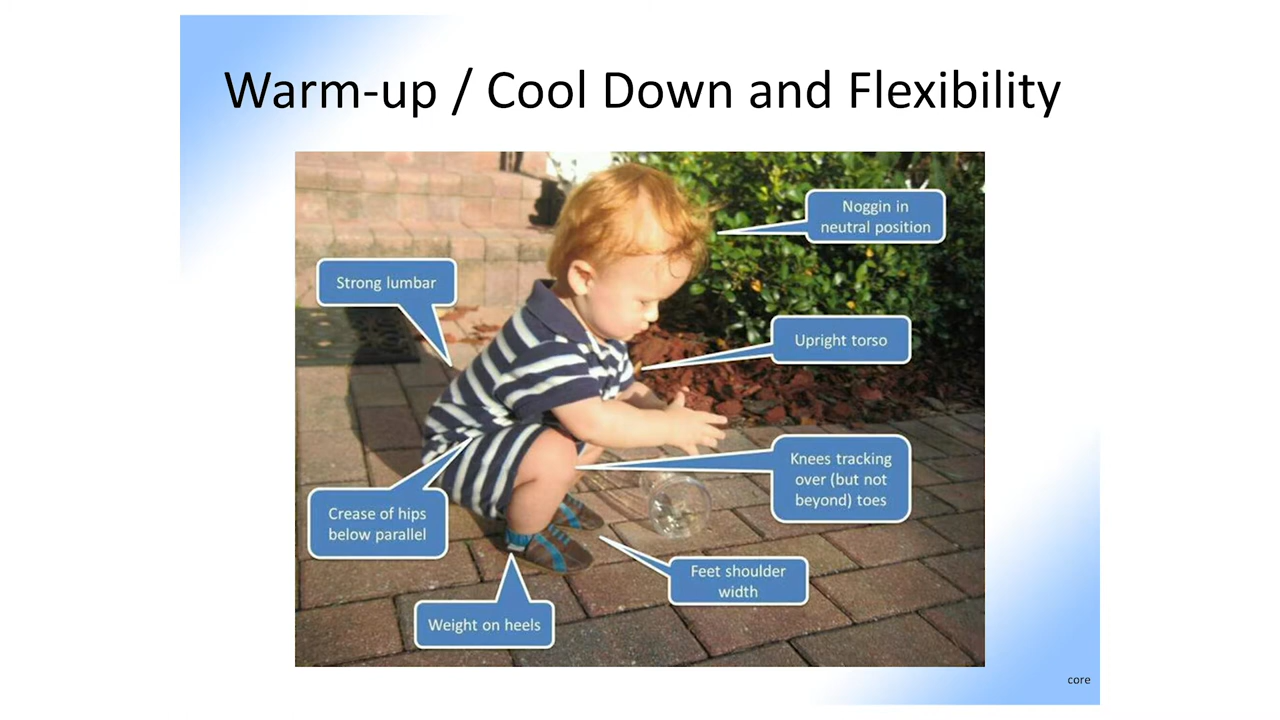 Warm-up / Cool Down and Flexibility
Noggin in
neutral position
Strong lumbar
Upright torso
Knees tracking
over (but not
beyond) toes
Crease of hips
below parallel
Feet shoulder
width
Weight on heels
core